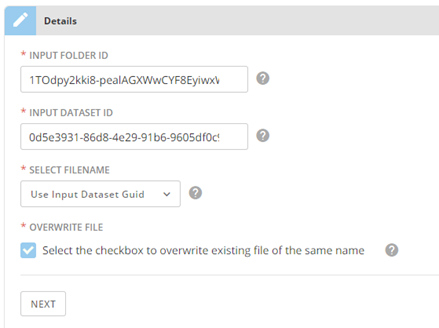 Details
* INPUT FOLDER ID
1TOdpy2kki8-pealAGXWwCYF8Eyiwx
* INPUT DATASET ID
0d5e3931-86d8-4e29-91b6-9605df0c
* SELECT FILENAME
Use Input Dataset Guid
* OVERWRITE FILE
Select the checkbox to overwrite existing file of the same name
NEXT